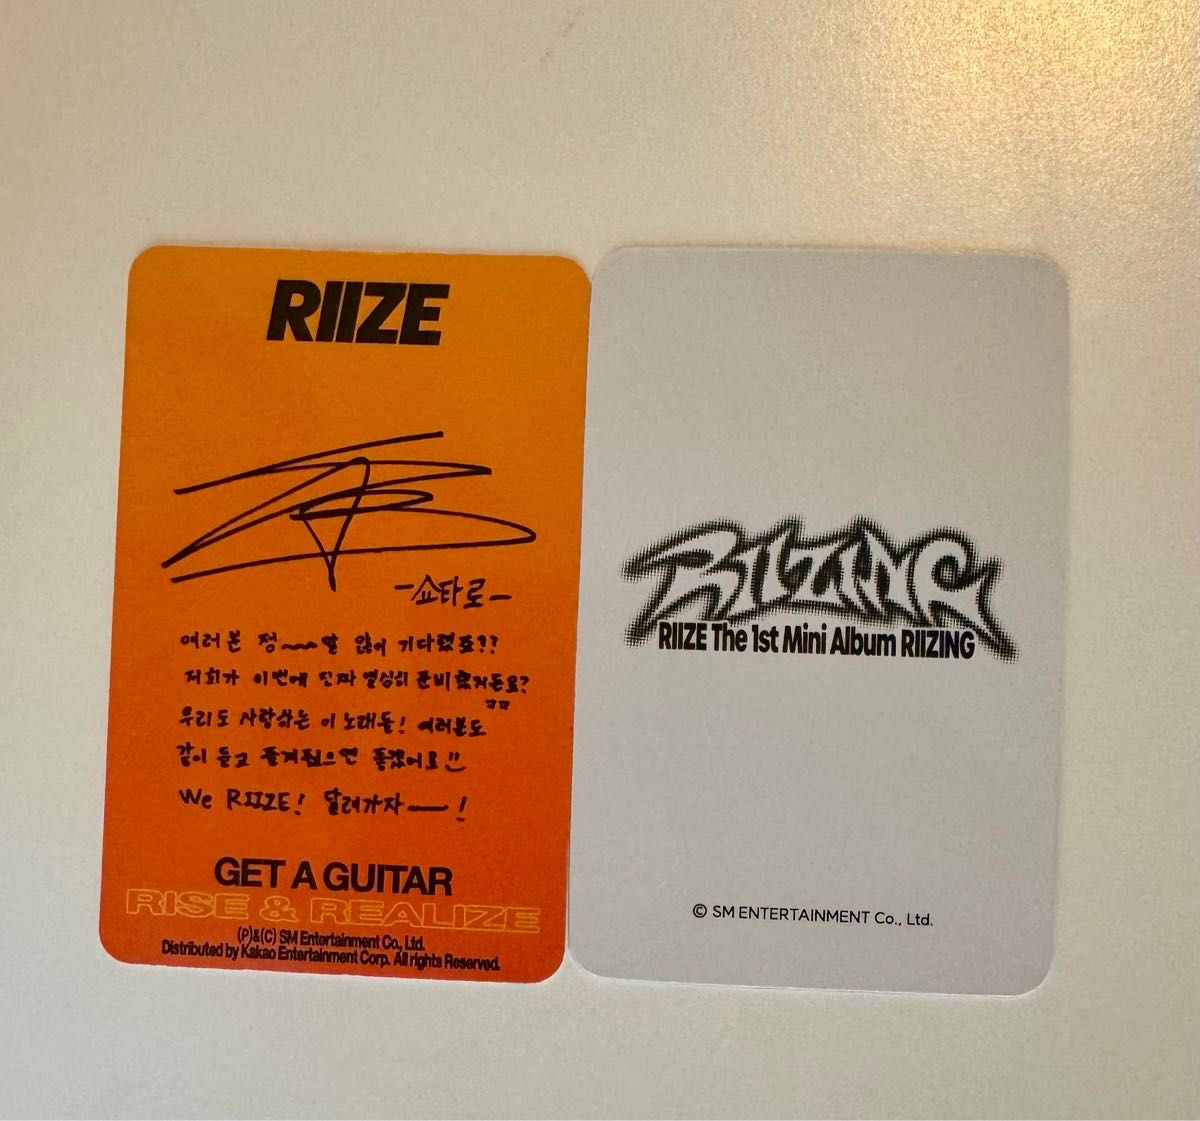 RIIZE
-쇼타로-
여러분 정~~말 많이 기다렸죠??
저희가 이번에 진짜 열심히 준비했거든요?
ㅋㅋ
우리도 사랑하는 이 노래들! 여러분도
같이 듣고 즐겨줬으면 좋겠어요!!
We RIIZE! 달려가자~!
GET A GUITAR
RISE & REALIZE
(P)&(C) SM Entertainment Co., Ltd.
Distributed by Kakao Entertainment Corp. All rights Reserved.
RIIZING
RIIZE The 1st Mini Album RIIZING
© SM ENTERTAINMENT Co., Ltd.